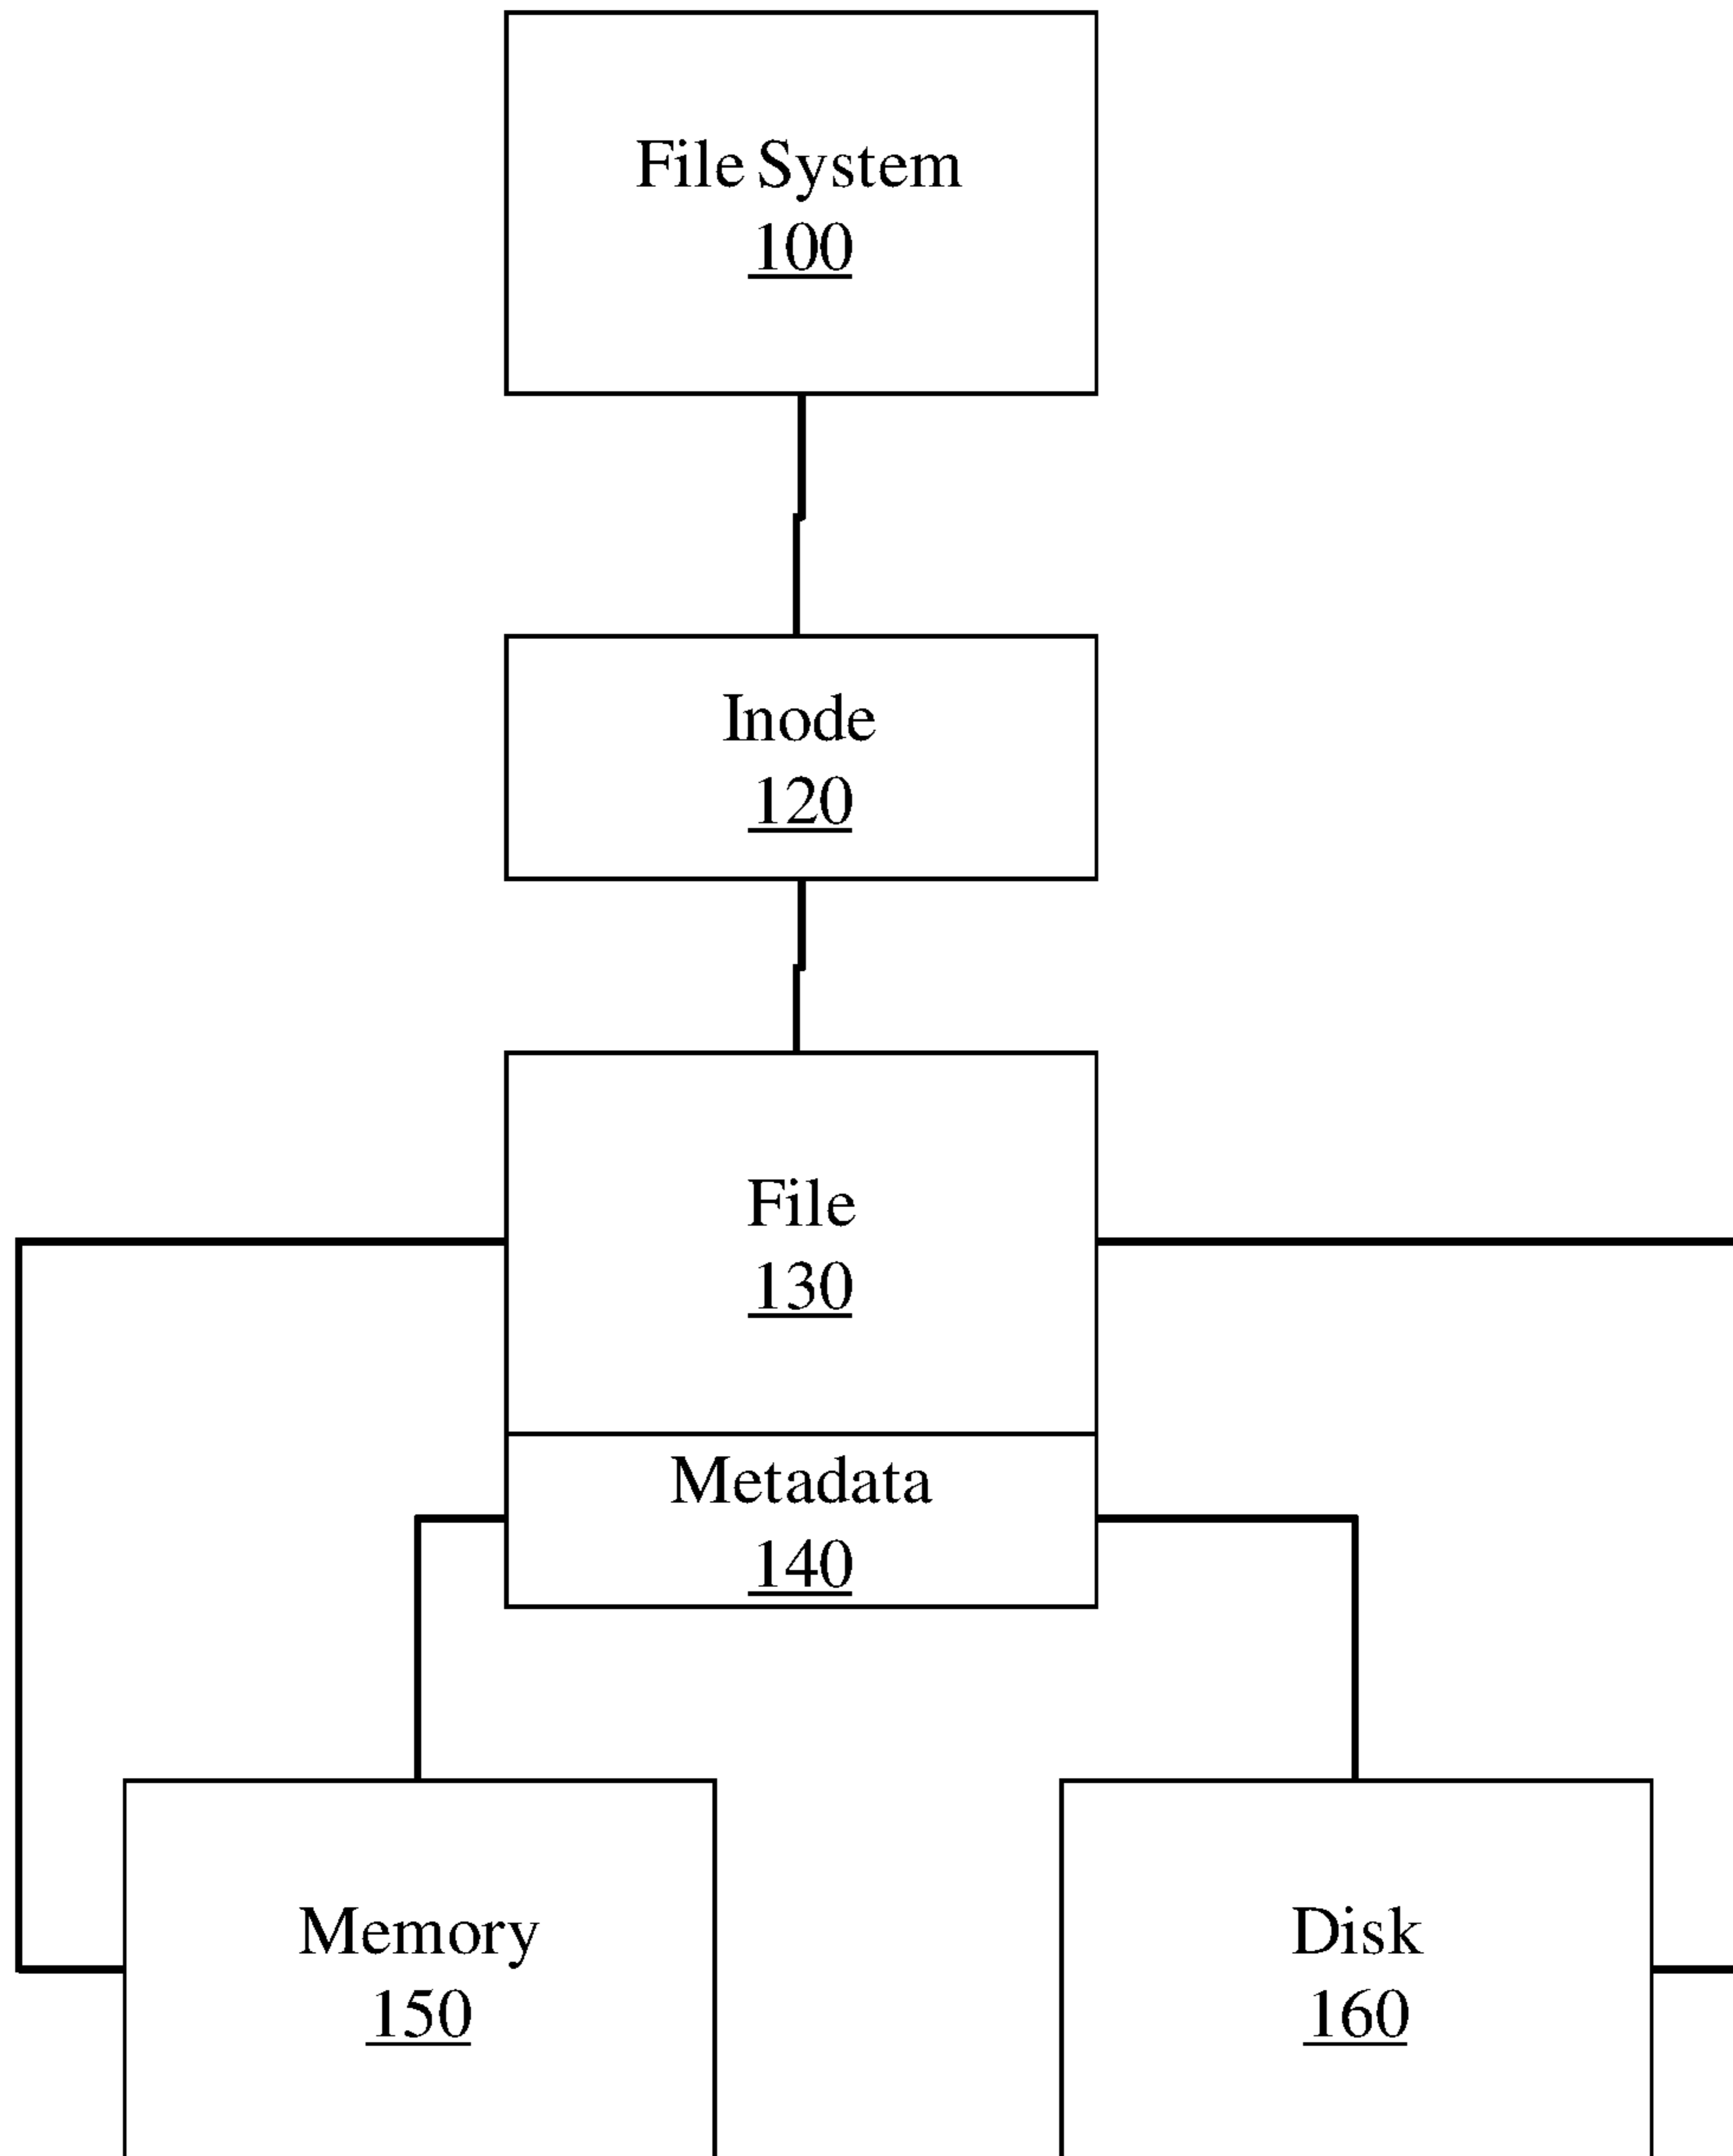 File System
100
Inode
120
File
130
Metadata
140
Memory
150
Disk
160